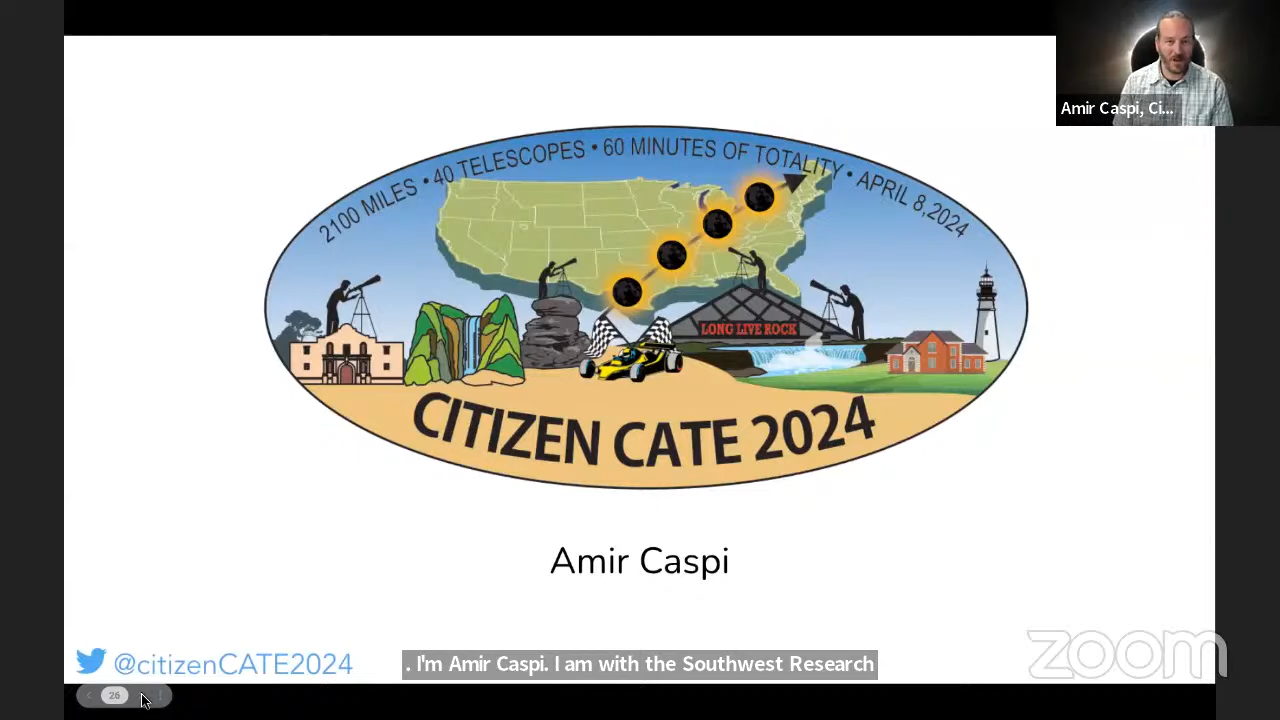 Amir Caspi, Ci...
2100 MILES • 40 TELESCOPES • 60 MINUTES OF TOTALITY • APRIL 8,2024
LONG LIVE ROCK
CITIZEN CATE 2024
Amir Caspi
@citizenCATE2024
. I'm Amir Caspi. I am with the Southwest Research
zoom
26